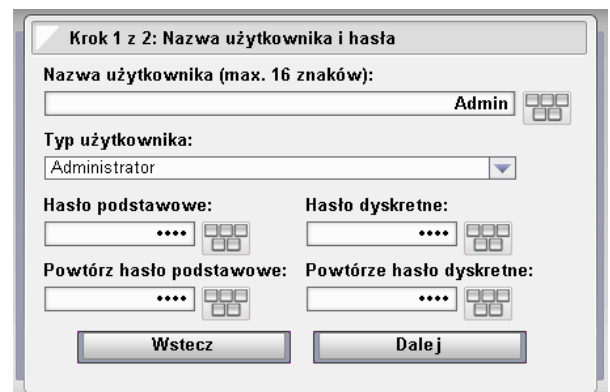 Krok 1 z 2: Nazwa użytkownika i hasła
Nazwa użytkownika (max. 16 znaków):
Admin
Typ użytkownika:
Administrator
Hasło podstawowe: Hasło dyskretne:
•••• ••••
Powtórz hasło podstawowe: Powtórze hasło dyskretne:
•••• ••••
Wstecz Dalej